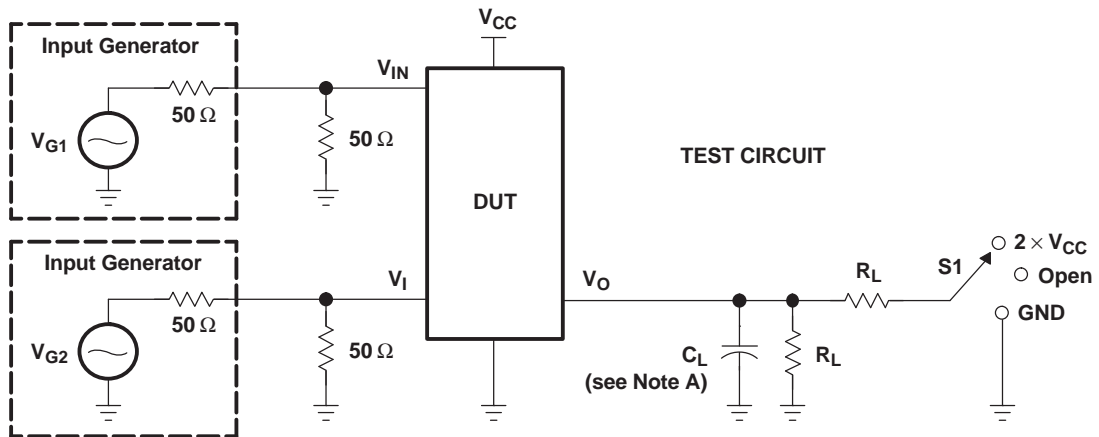 V_CC
Input Generator
V_IN
50 Ω
V_G1
50 Ω
TEST CIRCUIT
DUT
Input Generator
V_I
V_O
R_L
S1
2 × V_CC
Open
GND
50 Ω
V_G2
50 Ω
C_L
(see Note A)
R_L